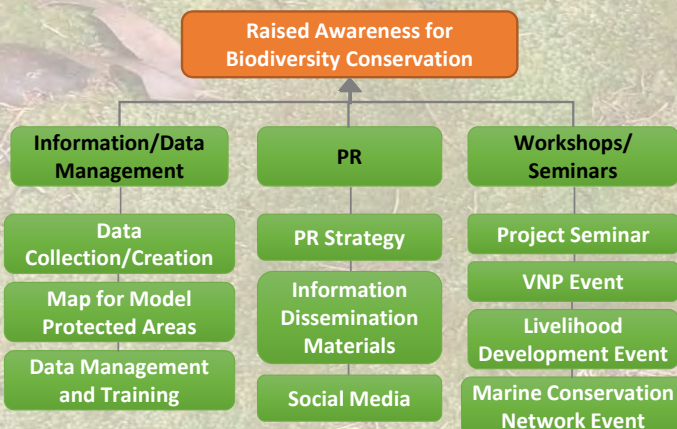 Raised Awareness for
Biodiversity Conservation
Information/Data
Management
PR
Workshops/
Seminars
Data
Collection/Creation
Map for Model
Protected Areas
Data Management
and Training
PR Strategy
Information
Dissemination
Materials
Social Media
Project Seminar
VNP Event
Livelihood
Development Event
Marine Conservation
Network Event